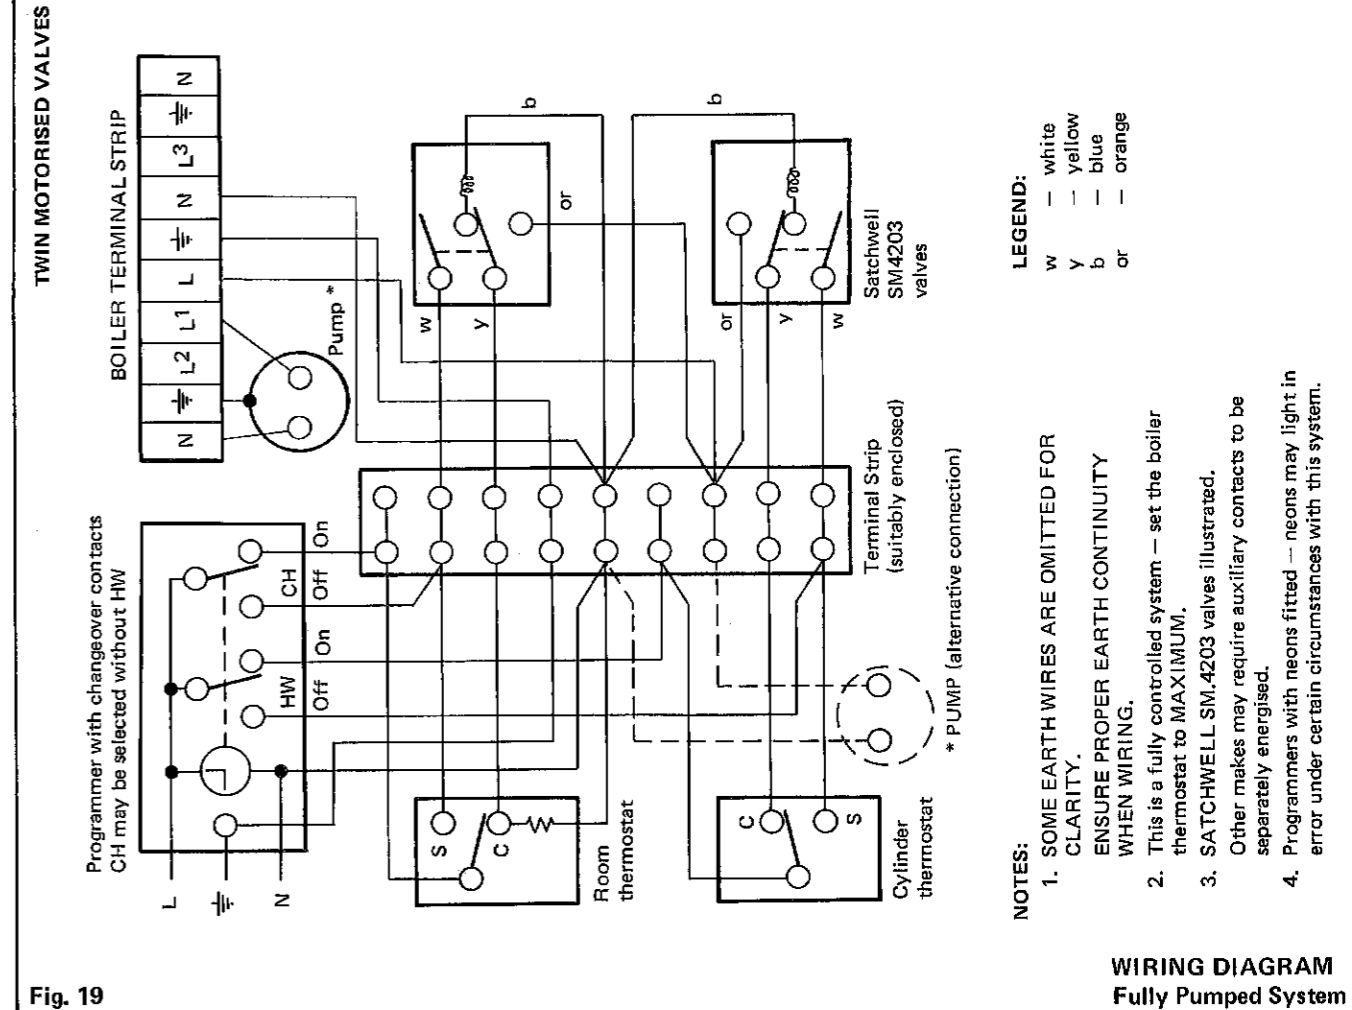 TWIN MOTORISED VALVES
BOILER TERMINAL STRIP
N
L3
N
L
L1
L2
N
Pump *
Programmer with changeover contacts
CH may be selected without HW
On
CH
Off
On
HW
Off
L
N
w
y
b
or
b
or
y
w
Satchwell
SM4203
valves
Terminal Strip
(suitably enclosed)
* PUMP (alternative connection)
S
C
Room
thermostat
C
S
Cylinder
thermostat
LEGEND:
w — white
y — yellow
b — blue
or — orange
NOTES:
1. SOME EARTH WIRES ARE OMITTED FOR
CLARITY.
ENSURE PROPER EARTH CONTINUITY
WHEN WIRING.
2. This is a fully controlled system — set the boiler
thermostat to MAXIMUM.
3. SATCHWELL SM.4203 valves illustrated.
Other makes may require auxiliary contacts to be
separately energised.
4. Programmers with neons fitted — neons may light in
error under certain circumstances with this system.
WIRING DIAGRAM
Fully Pumped System
Fig. 19